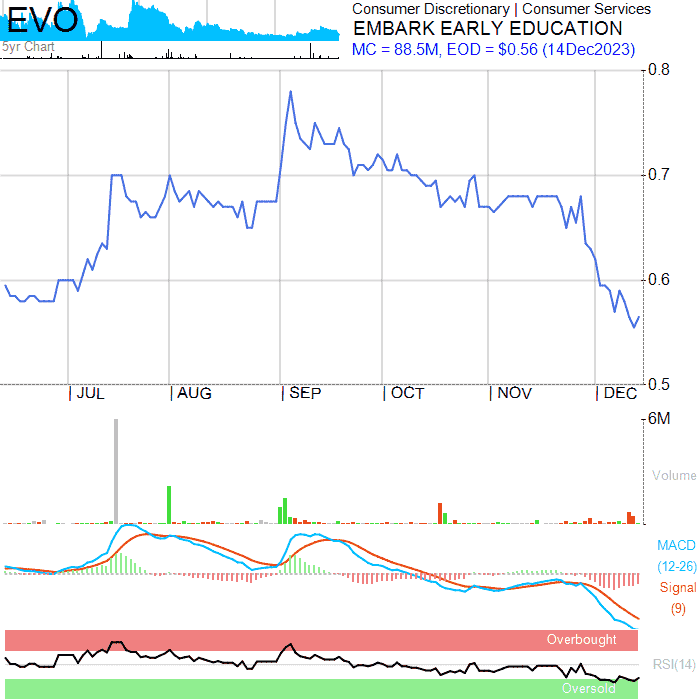 EVO
5yr Chart
Consumer Discretionary | Consumer Services
EMBARK EARLY EDUCATION
MC = 88.5M, EOD = $0.56 (14Dec2023)
0.8
0.7
0.6
0.5
JUL
AUG
SEP
OCT
NOV
DEC
6M
Volume
MACD
(12-26)
Signal
(9)
Overbought
RSI(14)
Oversold